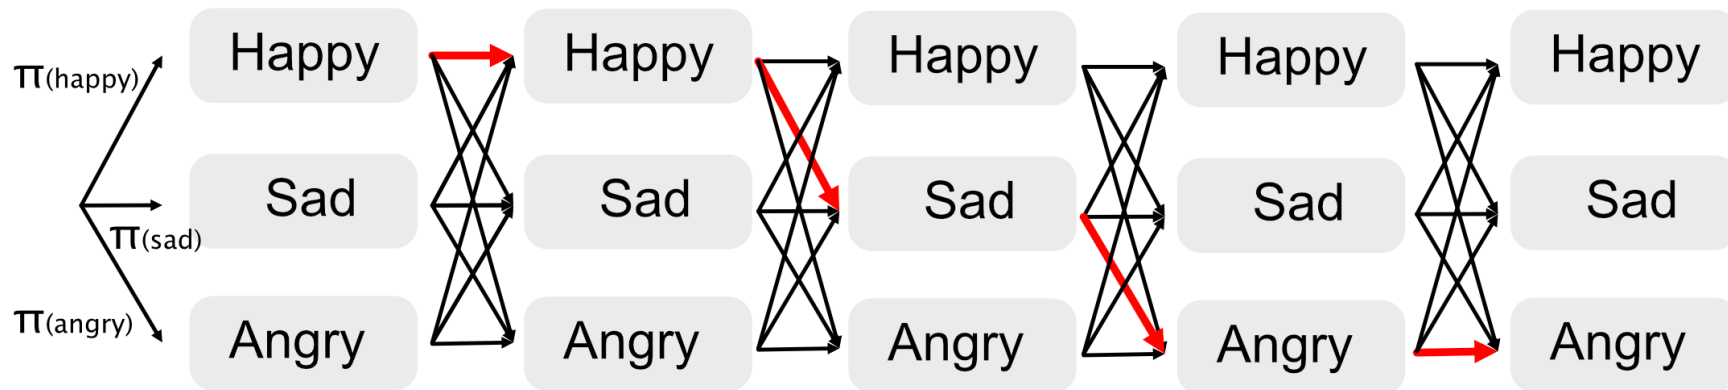 Happy Happy Happy Happy Happy
π(happy)
Sad Sad Sad Sad Sad
π(sad)
π(angry)
Angry Angry Angry Angry Angry